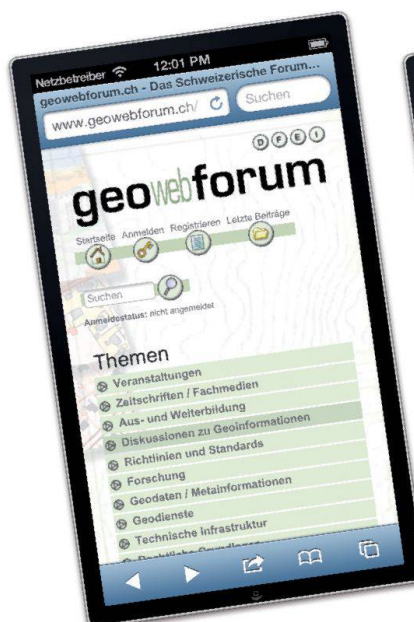 Netzbetreiber 12:01 PM
geowebforum.ch - Das Schweizerische Forum...
www.geowebforum.ch/ Suchen
D F E I
geowebforum
Startseite Anmelden Registrieren Letzte Beiträge
Suchen
Anmeldestatus: nicht angemeldet
Themen
Veranstaltungen
Zeitschriften / Fachmedien
Aus- und Weiterbildung
Diskussionen zu Geoinformationen
Richtlinien und Standards
Forschung
Geodaten / Metainformationen
Geodienste
Technische Infrastruktur
Rechtliche Grundlagen